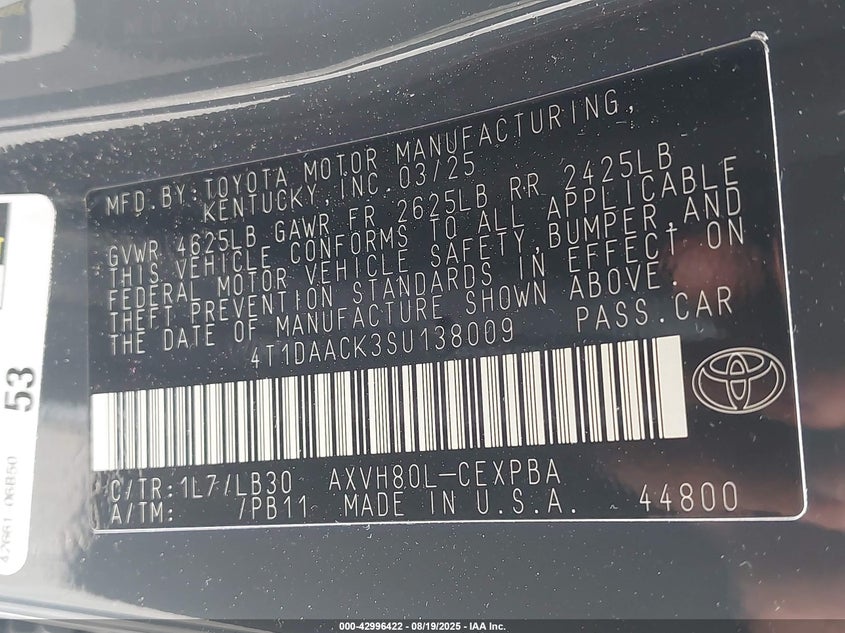 MFD.BY:TOYOTA MOTOR MANUFACTURING,
KENTUCKY,INC.03/25
GVWR 4625LB GAWR FR 2625LB RR 2425LB
THIS VEHICLE CONFORMS TO ALL APPLICABLE
FEDERAL MOTOR VEHICLE SAFETY,BUMPER,AND
THEFT PREVENTION STANDARDS IN EFFECT ON
THE DATE OF MANUFACTURE SHOWN ABOVE.
4T1DAACK3SU138009 PASS.CAR
C/TR:1L7/LB30 AXVH80L-CEXPBA
A/TM: /PB11 MADE IN U.S.A. 44800
53
42661 06B50
000-42996422 - 08/19/2025 - IAA Inc.